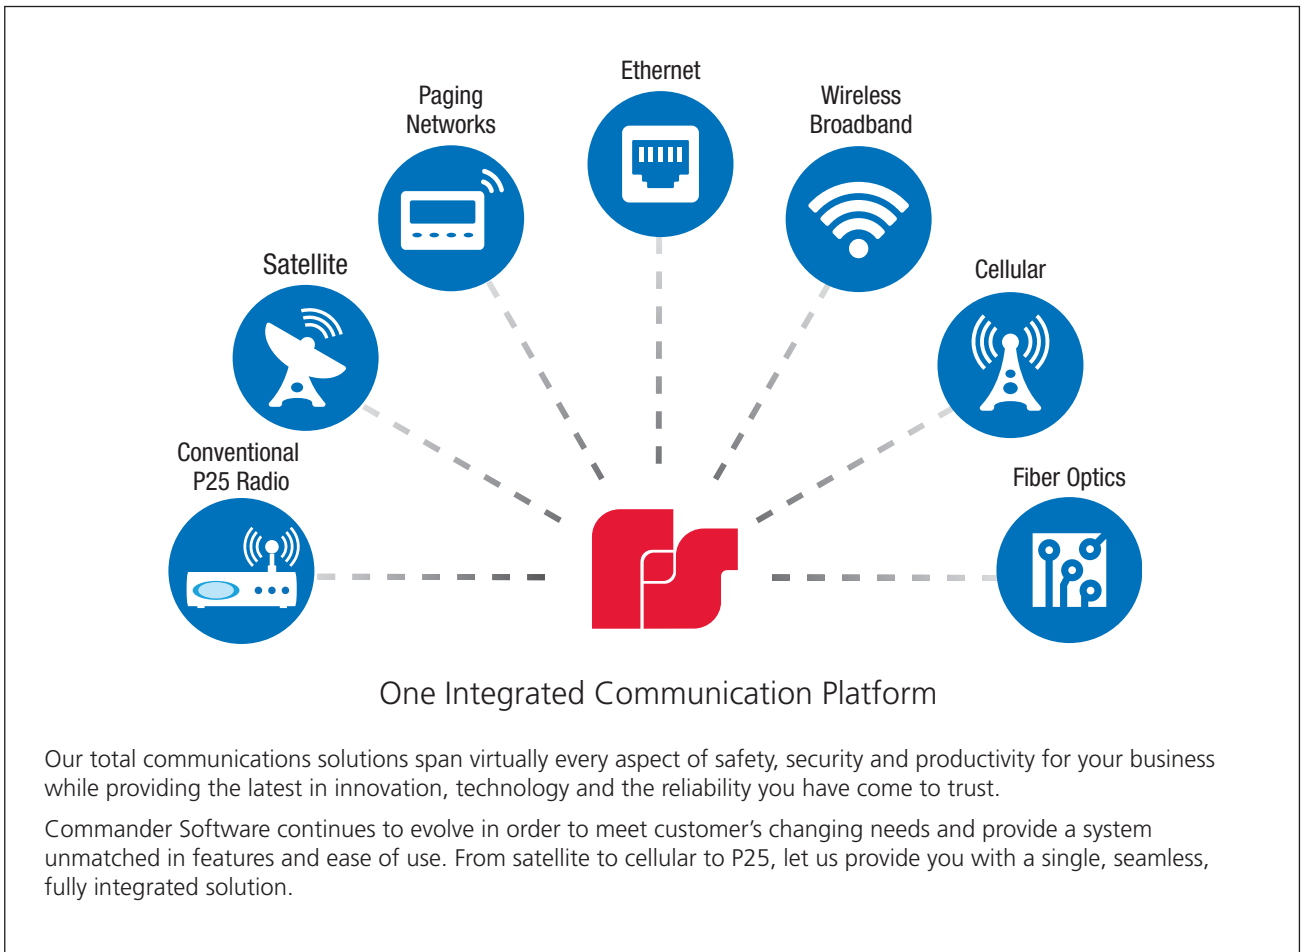 Ethernet
Paging
Networks
Wireless
Broadband
Satellite
Cellular
Conventional
P25 Radio
Fiber Optics
One Integrated Communication Platform
Our total communications solutions span virtually every aspect of safety, security and productivity for your business
while providing the latest in innovation, technology and the reliability you have come to trust.
Commander Software continues to evolve in order to meet customer’s changing needs and provide a system
unmatched in features and ease of use. From satellite to cellular to P25, let us provide you with a single, seamless,
fully integrated solution.